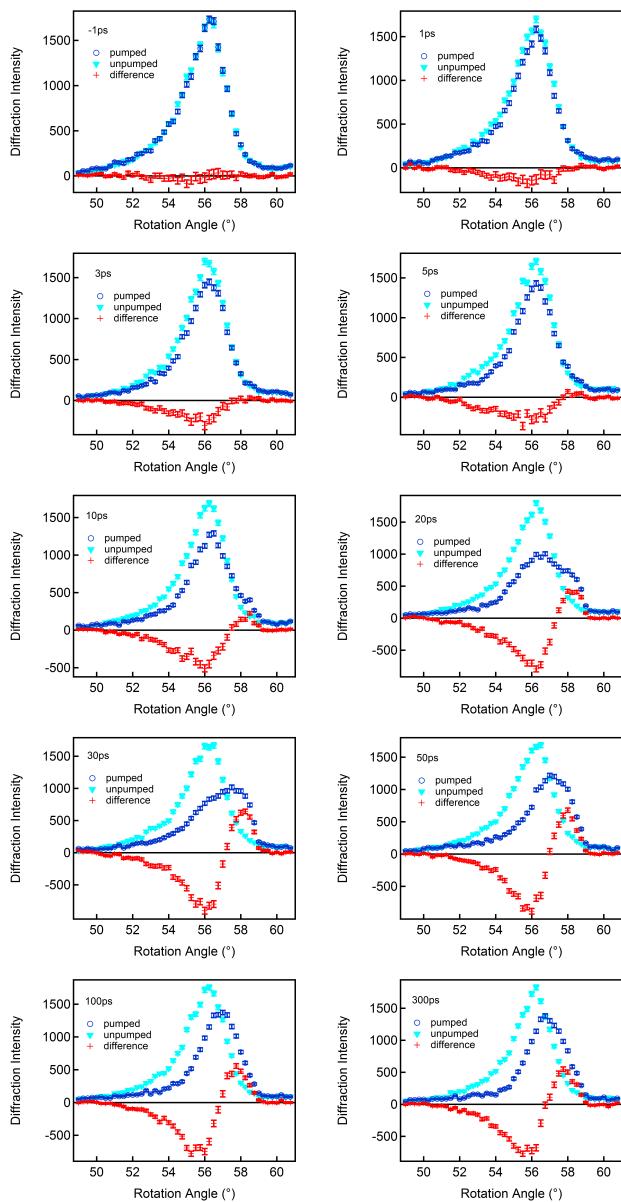 -1ps
pumped
unpumped
difference
Diffraction Intensity
1500
1000
500
0
50 52 54 56 58 60
Rotation Angle (°)
1ps
pumped
unpumped
difference
Diffraction Intensity
1500
1000
500
0
50 52 54 56 58 60
Rotation Angle (°)
3ps
pumped
unpumped
difference
Diffraction Intensity
1500
1000
500
0
50 52 54 56 58 60
Rotation Angle (°)
5ps
pumped
unpumped
difference
Diffraction Intensity
1500
1000
500
0
50 52 54 56 58 60
Rotation Angle (°)
10ps
pumped
unpumped
difference
Diffraction Intensity
1500
1000
500
0
-500
50 52 54 56 58 60
Rotation Angle (°)
20ps
pumped
unpumped
difference
Diffraction Intensity
1500
1000
500
0
-500
50 52 54 56 58 60
Rotation Angle (°)
30ps
pumped
unpumped
difference
Diffraction Intensity
1500
1000
500
0
-500
50 52 54 56 58 60
Rotation Angle (°)
50ps
pumped
unpumped
difference
Diffraction Intensity
1500
1000
500
0
-500
50 52 54 56 58 60
Rotation Angle (°)
100ps
pumped
unpumped
difference
Diffraction Intensity
1500
1000
500
0
-500
50 52 54 56 58 60
Rotation Angle (°)
300ps
pumped
unpumped
difference
Diffraction Intensity
1500
1000
500
0
-500
50 52 54 56 58 60
Rotation Angle (°)